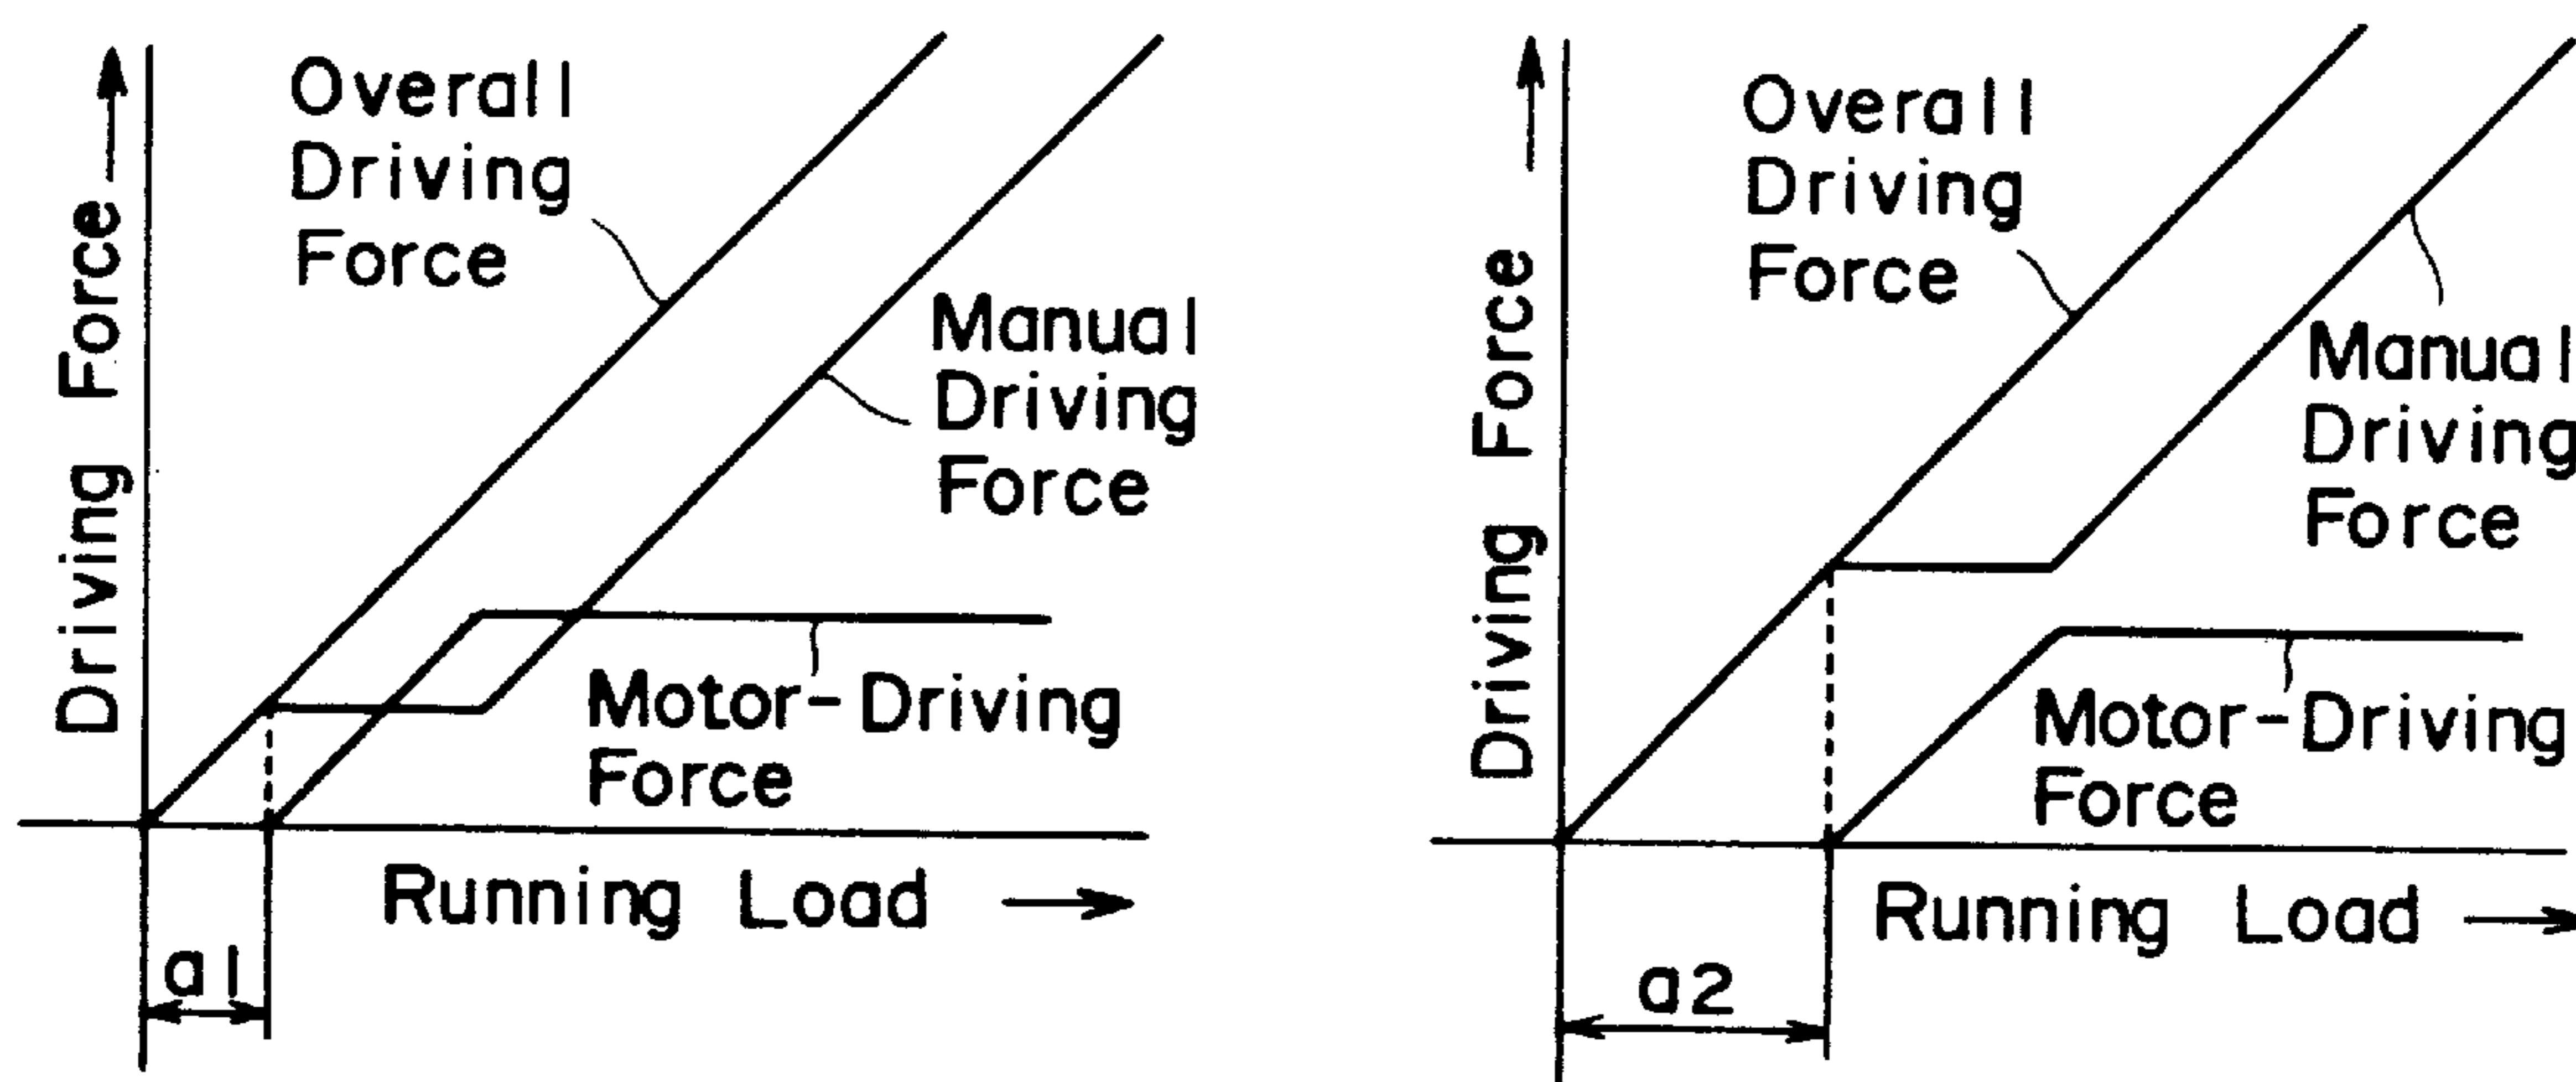 Driving Force
Overall
Driving
Force
Manual
Driving
Force
Motor-Driving
Force
Running Load
a1
Driving Force
Overall
Driving
Force
Manual
Driving
Force
Motor-Driving
Force
Running Load
a2